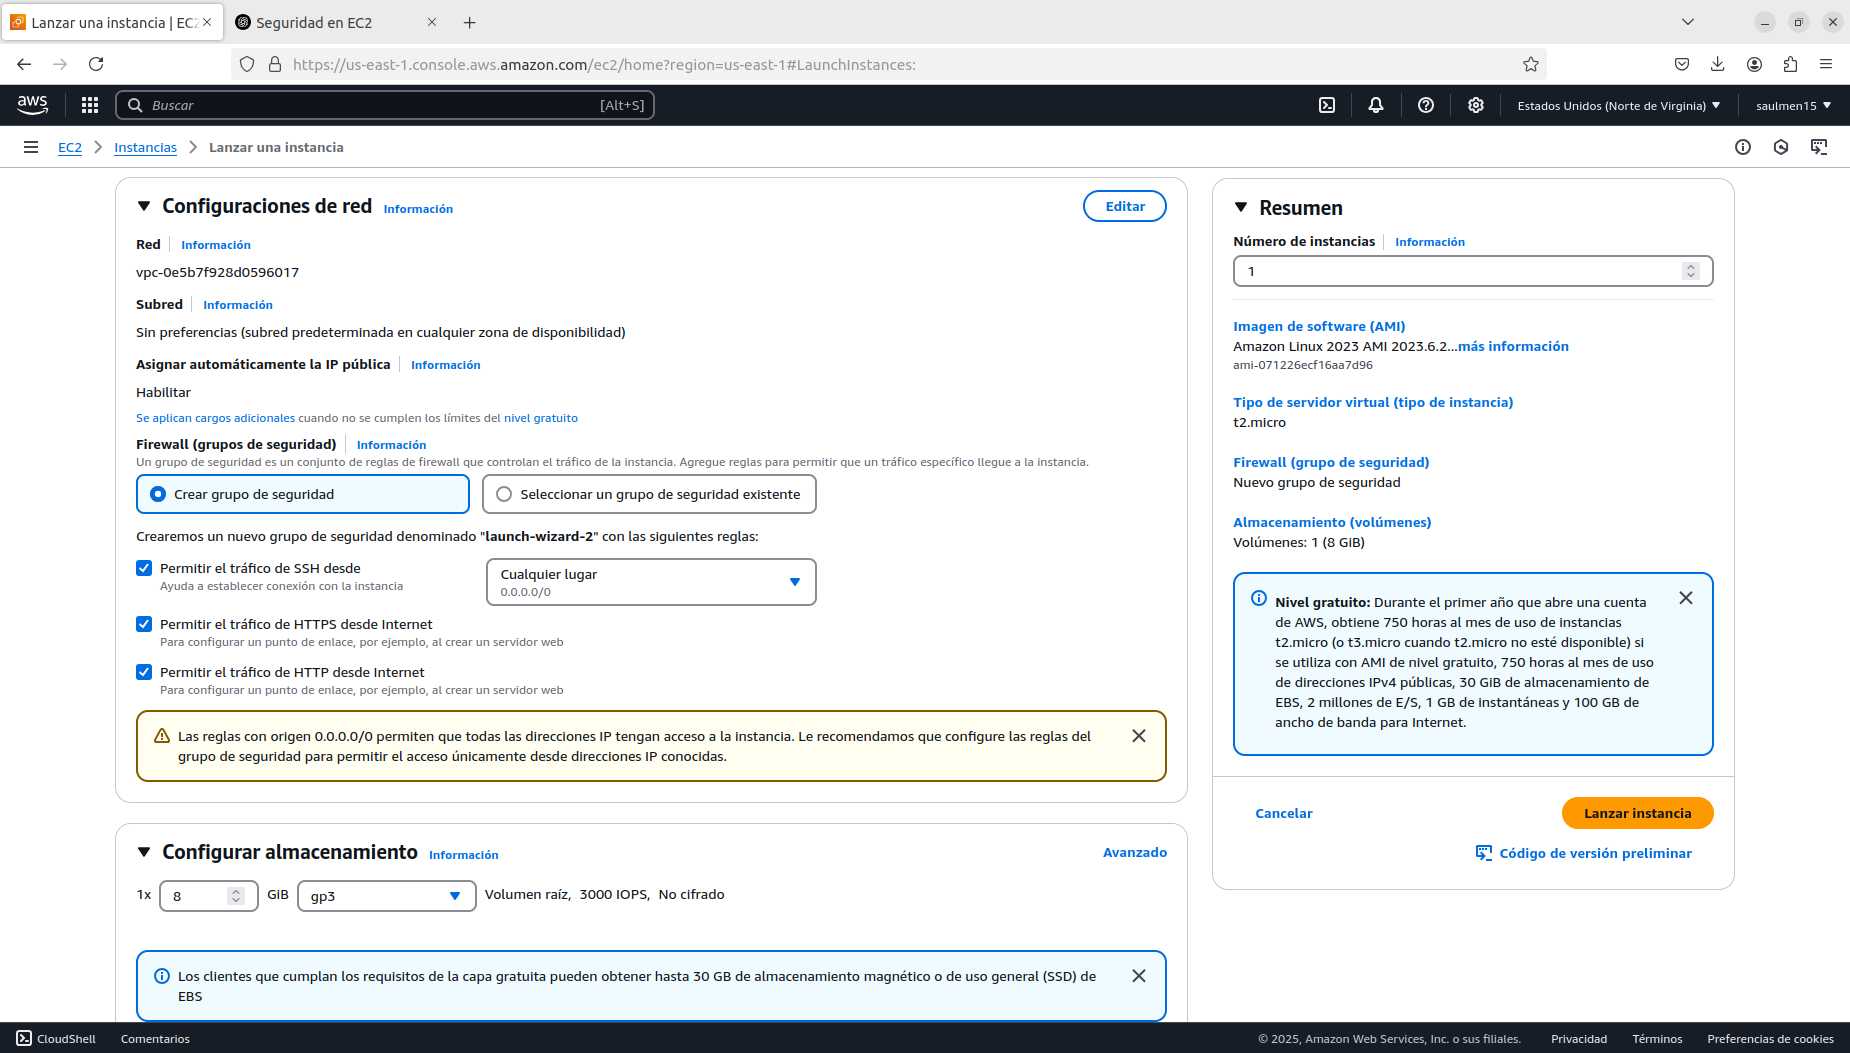 Lanzar una instancia | EC2
Seguridad en EC2
https://us-east-1.console.aws.amazon.com/ec2/home?region=us-east-1#LaunchInstances:
aws
Buscar
[Alt+S]
Estados Unidos (Norte de Virginia)
saulmen15
EC2
Instancias
Lanzar una instancia
Configuraciones de red
Información
Editar
Red
Información
vpc-0e5b7f928d0596017
Subred
Información
Sin preferencias (subred predeterminada en cualquier zona de disponibilidad)
Asignar automáticamente la IP pública
Información
Habilitar
Se aplican cargos adicionales cuando no se cumplen los límites del nivel gratuito
Firewall (grupos de seguridad)
Información
Un grupo de seguridad es un conjunto de reglas de firewall que controlan el tráfico de la instancia. Agregue reglas para permitir que un tráfico específico llegue a la instancia.
Crear grupo de seguridad
Seleccionar un grupo de seguridad existente
Crearemos un nuevo grupo de seguridad denominado "launch-wizard-2" con las siguientes reglas:
Permitir el tráfico de SSH desde
Ayuda a establecer conexión con la instancia
Cualquier lugar
0.0.0.0/0
Permitir el tráfico de HTTPS desde Internet
Para configurar un punto de enlace, por ejemplo, al crear un servidor web
Permitir el tráfico de HTTP desde Internet
Para configurar un punto de enlace, por ejemplo, al crear un servidor web
Las reglas con origen 0.0.0.0/0 permiten que todas las direcciones IP tengan acceso a la instancia. Le recomendamos que configure las reglas del
grupo de seguridad para permitir el acceso únicamente desde direcciones IP conocidas.
Configurar almacenamiento
Información
Avanzado
1x
8
GiB
gp3
Volumen raíz, 3000 IOPS, No cifrado
Los clientes que cumplan los requisitos de la capa gratuita pueden obtener hasta 30 GB de almacenamiento magnético o de uso general (SSD) de
EBS
Resumen
Número de instancias
Información
1
Imagen de software (AMI)
Amazon Linux 2023 AMI 2023.6.2...más información
ami-071226ecf16aa7d96
Tipo de servidor virtual (tipo de instancia)
t2.micro
Firewall (grupo de seguridad)
Nuevo grupo de seguridad
Almacenamiento (volúmenes)
Volúmenes: 1 (8 GiB)
Nivel gratuito: Durante el primer año que abre una cuenta
de AWS, obtiene 750 horas al mes de uso de instancias
t2.micro (o t3.micro cuando t2.micro no esté disponible) si
se utiliza con AMI de nivel gratuito, 750 horas al mes de uso
de direcciones IPv4 públicas, 30 GiB de almacenamiento de
EBS, 2 millones de E/S, 1 GB de instantáneas y 100 GB de
ancho de banda para Internet.
Cancelar
Lanzar instancia
Código de versión preliminar
CloudShell
Comentarios
© 2025, Amazon Web Services, Inc. o sus filiales.
Privacidad
Términos
Preferencias de cookies